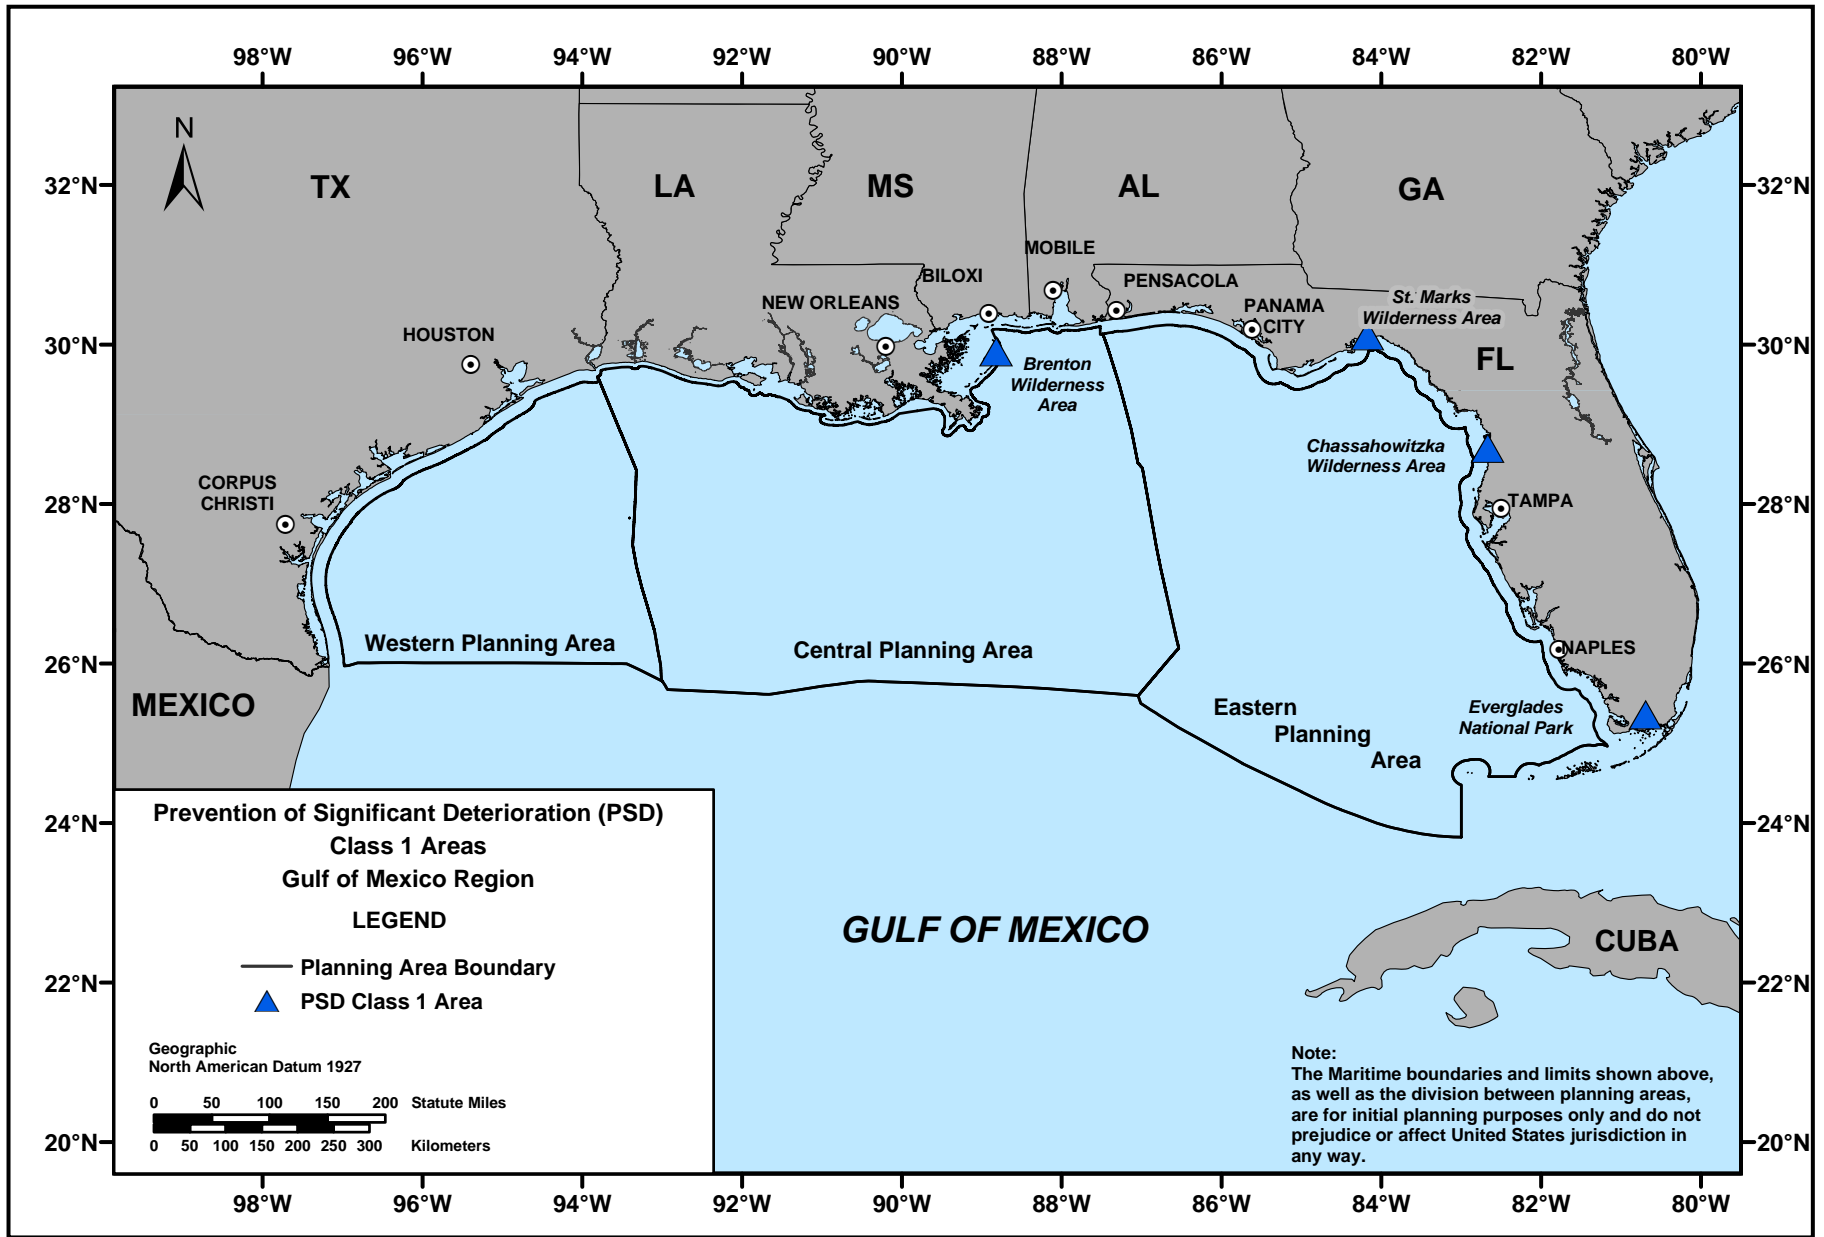 98°W 96°W 94°W 92°W 90°W 88°W 86°W 84°W 82°W 80°W
N
32°N
TX
LA
MS
AL
GA
32°N
MOBILE
BILOXI
PENSACOLA
NEW ORLEANS
PANAMA
CITY
St. Marks
Wilderness Area
HOUSTON
30°N
30°N
FL
Brenton
Wilderness
Area
Chassahowitzka
Wilderness Area
CORPUS
CHRISTI
28°N
TAMPA
28°N
Western Planning Area
Central Planning Area
NAPLES
26°N
26°N
MEXICO
Eastern
Planning
Area
Everglades
National Park
24°N
24°N
Prevention of Significant Deterioration (PSD)
Class 1 Areas
Gulf of Mexico Region
LEGEND
Planning Area Boundary
PSD Class 1 Area
GULF OF MEXICO
CUBA
22°N
22°N
Geographic
North American Datum 1927
0 50 100 150 200 Statute Miles
0 50 100 150 200 250 300 Kilometers
Note:
The Maritime boundaries and limits shown above,
as well as the division between planning areas,
are for initial planning purposes only and do not
prejudice or affect United States jurisdiction in
any way.
20°N
20°N
98°W 96°W 94°W 92°W 90°W 88°W 86°W 84°W 82°W 80°W